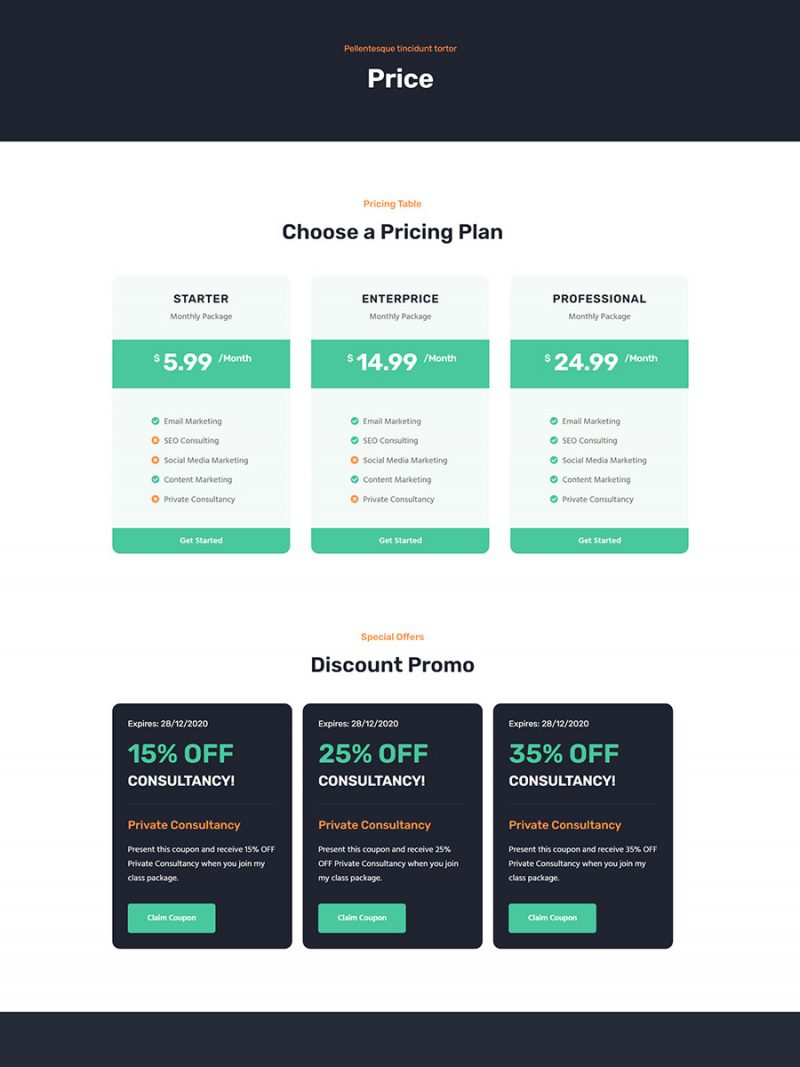 Pellentesque tincidunt tortor
Price
Pricing Table
Choose a Pricing Plan
STARTER
Monthly Package
$ 5.99 /Month
Email Marketing
SEO Consulting
Social Media Marketing
Content Marketing
Private Consultancy
Get Started
ENTERPRICE
Monthly Package
$ 14.99 /Month
Email Marketing
SEO Consulting
Social Media Marketing
Content Marketing
Private Consultancy
Get Started
PROFESSIONAL
Monthly Package
$ 24.99 /Month
Email Marketing
SEO Consulting
Social Media Marketing
Content Marketing
Private Consultancy
Get Started
Special Offers
Discount Promo
Expires: 28/12/2020
15% OFF
CONSULTANCY!
Private Consultancy
Present this coupon and receive 15% OFF
Private Consultancy when you join my
class package.
Claim Coupon
Expires: 28/12/2020
25% OFF
CONSULTANCY!
Private Consultancy
Present this coupon and receive 25%
OFF Private Consultancy when you join
my class package.
Claim Coupon
Expires: 28/12/2020
35% OFF
CONSULTANCY!
Private Consultancy
Present this coupon and receive 35% OFF
Private Consultancy when you join my
class package.
Claim Coupon